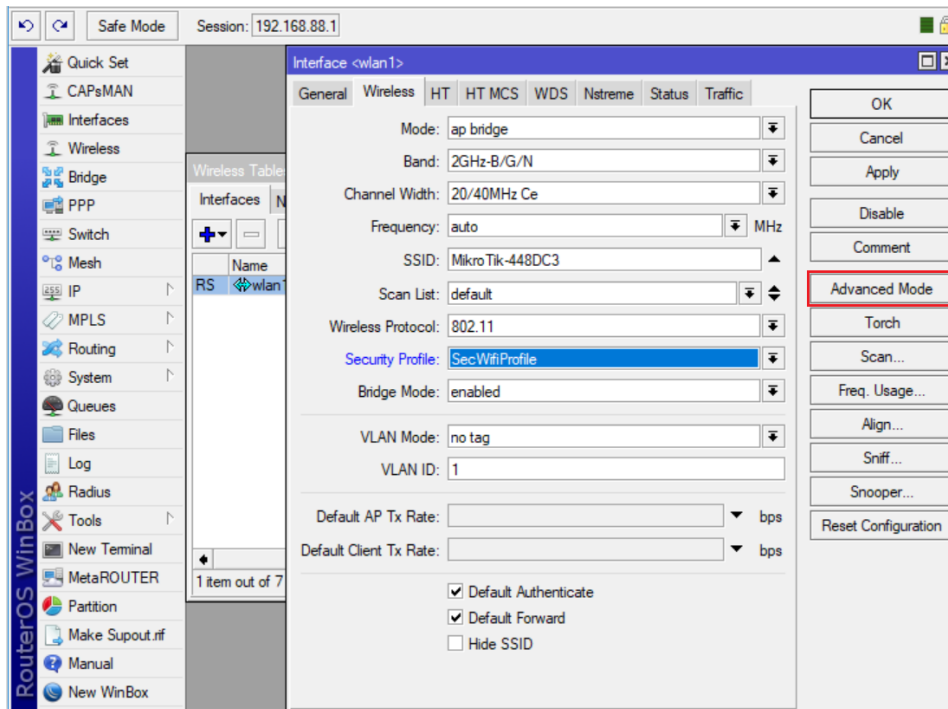 Safe Mode
Session: 192.168.88.1
RouterOS WinBox
Quick Set
CAPsMAN
Interfaces
Wireless
Bridge
PPP
Switch
Mesh
IP
MPLS
Routing
System
Queues
Files
Log
Radius
Tools
New Terminal
MetaROUTER
Partition
Make Supout.rif
Manual
New WinBox
Wireless Table
Interfaces
Name
RS wlan1
1 item out of 7
Interface <wlan1>
General Wireless HT HT MCS WDS Nstreme Status Traffic
Mode: ap bridge
Band: 2GHz-B/G/N
Channel Width: 20/40MHz Ce
Frequency: auto MHz
SSID: MikroTik-448DC3
Scan List: default
Wireless Protocol: 802.11
Security Profile: SecWifiProfile
Bridge Mode: enabled
VLAN Mode: no tag
VLAN ID: 1
Default AP Tx Rate: bps
Default Client Tx Rate: bps
Default Authenticate
Default Forward
Hide SSID
OK
Cancel
Apply
Disable
Comment
Advanced Mode
Torch
Scan...
Freq. Usage...
Align...
Sniff...
Snooper...
Reset Configuration